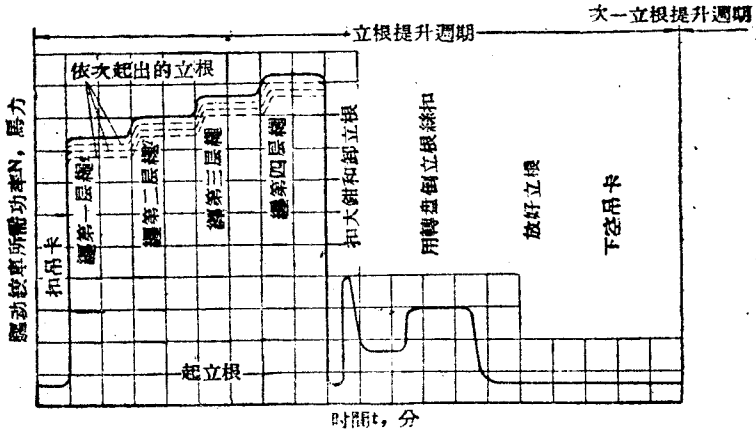 次一立根提升週期
立根提升週期
依次起出的立根
驅动絞車所需功率N,馬力
扣吊卡
纏第一层繩
纏第二层繩
纏第三层繩
纏第四层繩
扣大鉗和卸立根
用轉盘倒立根絲扣
放好立根
下空吊卡
起立根
时間t,分